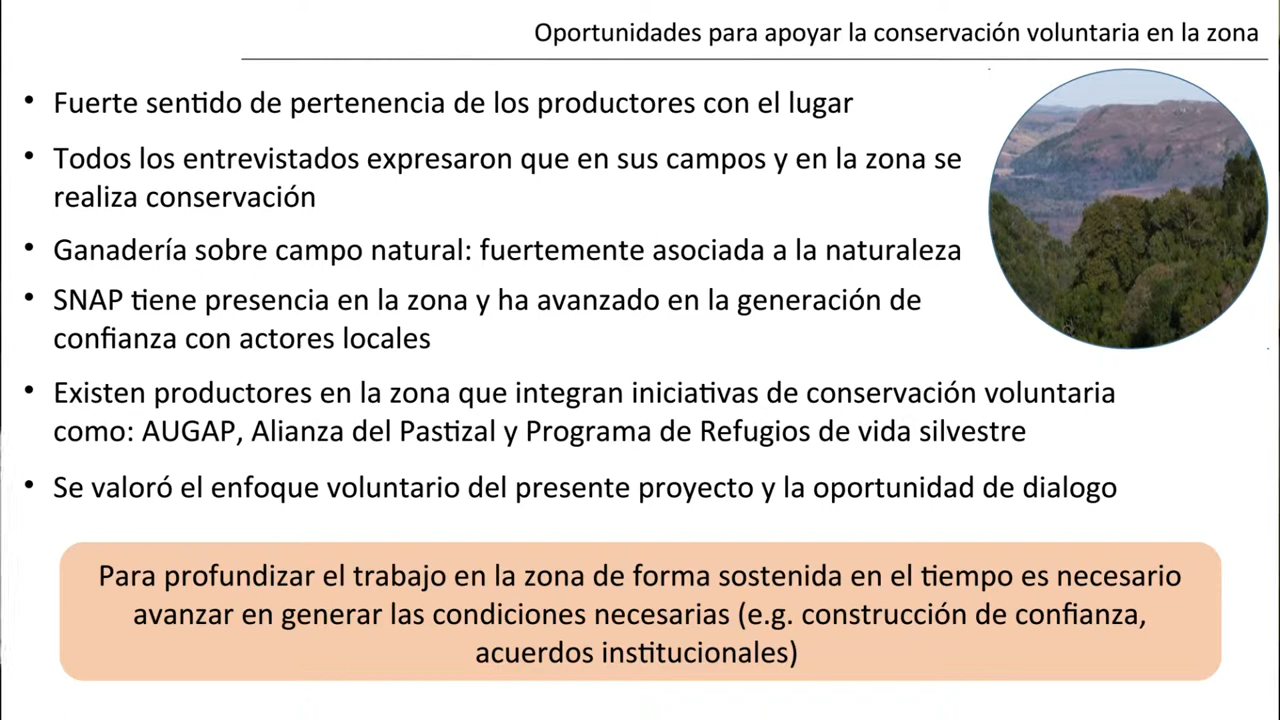 Oportunidades para apoyar la conservación voluntaria en la zona
• Fuerte sentido de pertenencia de los productores con el lugar
• Todos los entrevistados expresaron que en sus campos y en la zona se
realiza conservación
• Ganadería sobre campo natural: fuertemente asociada a la naturaleza
• SNAP tiene presencia en la zona y ha avanzado en la generación de
confianza con actores locales
• Existen productores en la zona que integran iniciativas de conservación voluntaria
como: AUGAP, Alianza del Pastizal y Programa de Refugios de vida silvestre
• Se valoró el enfoque voluntario del presente proyecto y la oportunidad de dialogo
Para profundizar el trabajo en la zona de forma sostenida en el tiempo es necesario
avanzar en generar las condiciones necesarias (e.g. construcción de confianza,
acuerdos institucionales)